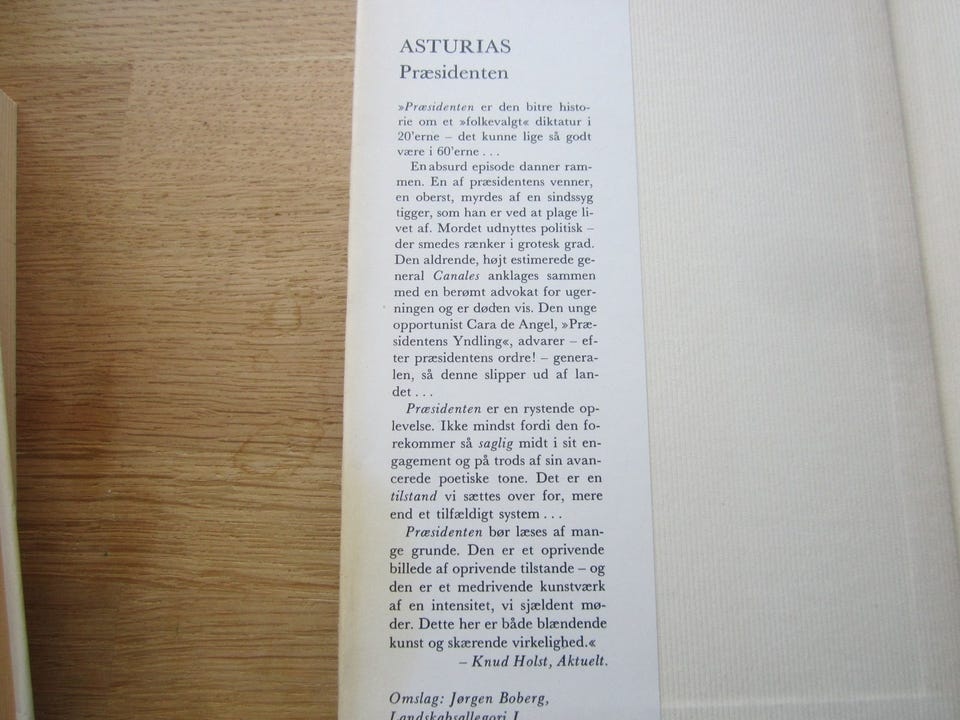 ASTURIAS
Præsidenten
»Præsidenten er den bitre histo-
rie om et »folkevalgt« diktatur i
20'erne – det kunne lige så godt
være i 60'erne . . .
En absurd episode danner ram-
men. En af præsidentens venner,
en oberst, myrdes af en sindssyg
tigger, som han er ved at plage li-
vet af. Mordet udnyttes politisk –
der smedes rænker i grotesk grad.
Den aldrende, højt estimerede ge-
neral Canales anklages sammen
med en berømt advokat for uger-
ningen og er døden vis. Den unge
opportunist Cara de Angel, »Præ-
sidentens Yndling«, advarer – ef-
ter præsidentens ordre! – genera-
len, så denne slipper ud af lan-
det . . .
Præsidenten er en rystende op-
levelse. Ikke mindst fordi den fo-
rekommer så saglig midt i sit en-
gagement og på trods af sin avan-
cerede poetiske tone. Det er en
tilstand vi sættes over for, mere
end et tilfældigt system . . .
Præsidenten bør læses af man-
ge grunde. Den er et oprivende
billede af oprivende tilstande – og
den er et medrivende kunstværk
af en intensitet, vi sjældent mø-
der. Dette her er både blændende
kunst og skærende virkelighed.«
– Knud Holst, Aktuelt.
Omslag: Jørgen Boberg,
Landskabsallegori I